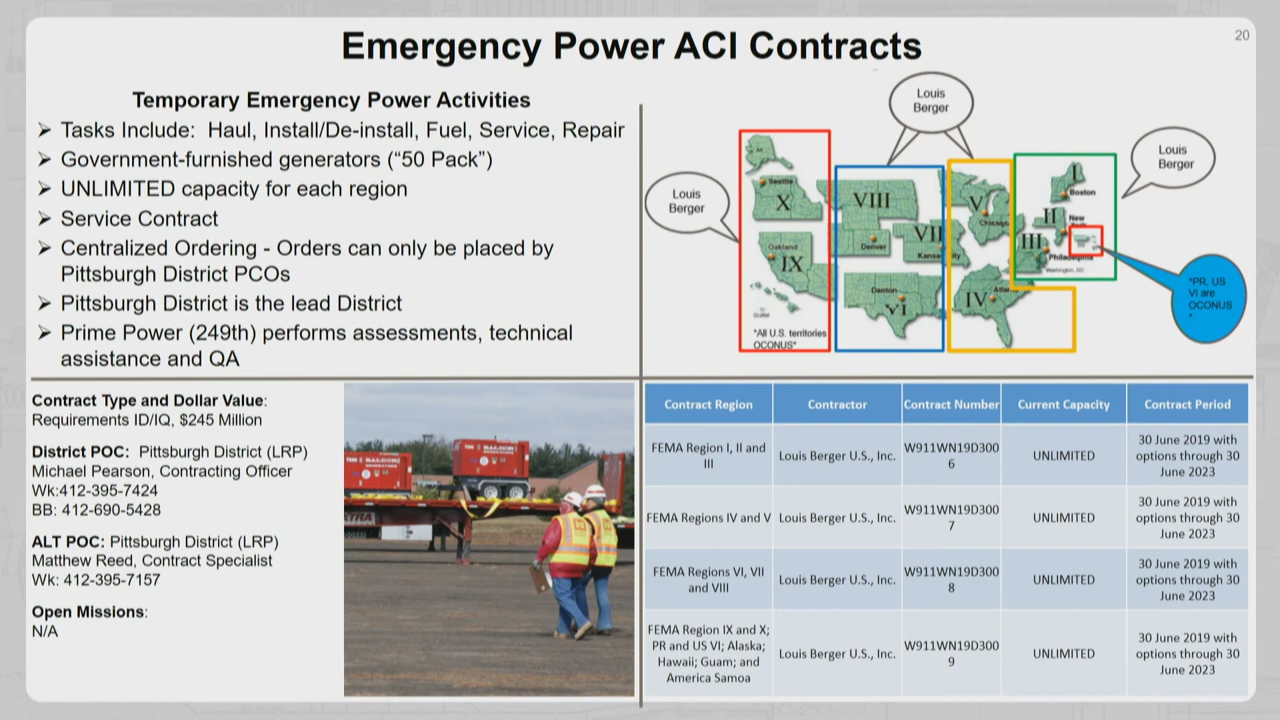 20
Emergency Power ACI Contracts
Temporary Emergency Power Activities
➤ Tasks Include: Haul, Install/De-install, Fuel, Service, Repair
➤ Government-furnished generators (“50 Pack”)
➤ UNLIMITED capacity for each region
➤ Service Contract
➤ Centralized Ordering - Orders can only be placed by
Pittsburgh District PCOs
➤ Pittsburgh District is the lead District
➤ Prime Power (249th) performs assessments, technical
assistance and QA
Louis
Berger
Louis
Berger
Louis
Berger
Seattle
X
Oakland
IX
GUAM
*All U.S. territories
OCONUS*
VIII
Denver
VII
Kansas City
Denton
VI
V
Chicago
IV
Atlanta
I
Boston
II
New
III
Philadelphia
Washington, DC
*PR, US
VI are
OCONUS
*
Contract Type and Dollar Value:
Requirements ID/IQ, $245 Million
District POC: Pittsburgh District (LRP)
Michael Pearson, Contracting Officer
Wk:412-395-7424
BB: 412-690-5428
ALT POC: Pittsburgh District (LRP)
Matthew Reed, Contract Specialist
Wk: 412-395-7157
Open Missions:
N/A
BALDOR
BALDOR
Contract Region Contractor Contract Number Current Capacity Contract Period
FEMA Region I, II and
III
Louis Berger U.S., Inc.
W911WN19D300
6
UNLIMITED
30 June 2019 with
options through 30
June 2023
FEMA Regions IV and V
Louis Berger U.S., Inc.
W911WN19D300
7
UNLIMITED
30 June 2019 with
options through 30
June 2023
FEMA Regions VI, VII
and VIII
Louis Berger U.S., Inc.
W911WN19D300
8
UNLIMITED
30 June 2019 with
options through 30
June 2023
FEMA Region IX and X;
PR and US VI; Alaska;
Hawaii; Guam; and
America Samoa
Louis Berger U.S., Inc.
W911WN19D300
9
UNLIMITED
30 June 2019 with
options through 30
June 2023